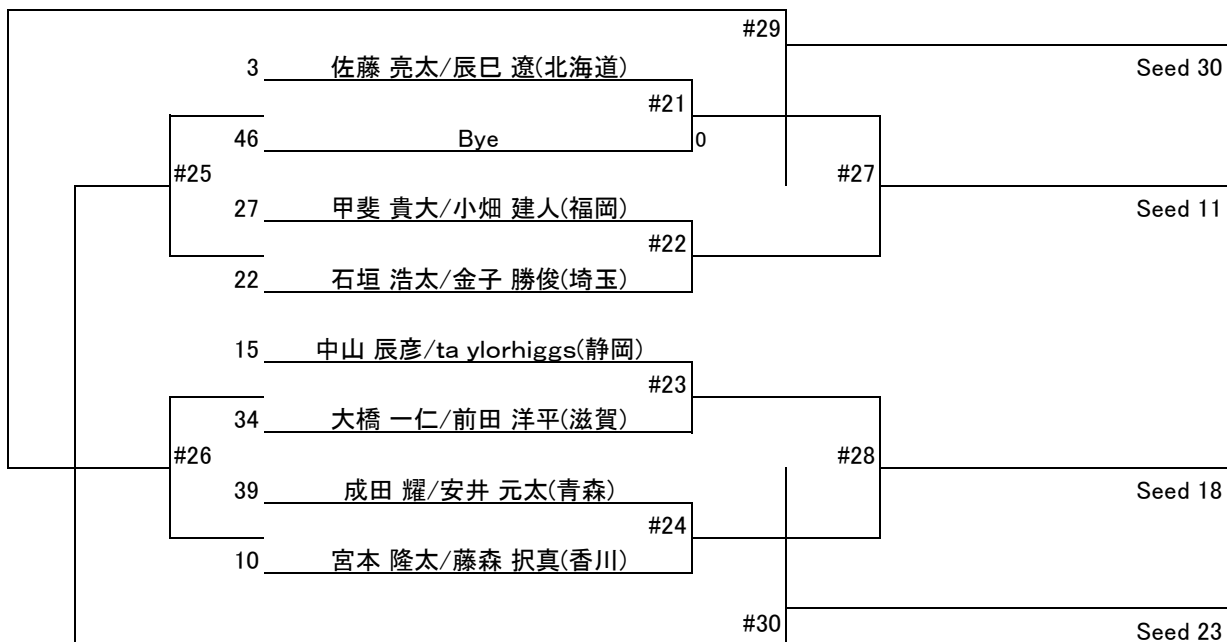 #29
3 佐藤 亮太/辰巳 遼(北海道) Seed 30
#21
46 Bye 0
#25 #27
27 甲斐 貴大/小畑 建人(福岡) Seed 11
#22
22 石垣 浩太/金子 勝俊(埼玉)
15 中山 辰彦/ta ylorhiggs(静岡)
#23
34 大橋 一仁/前田 洋平(滋賀)
#26 #28
39 成田 耀/安井 元太(青森) Seed 18
#24
10 宮本 隆太/藤森 択真(香川)
#30
Seed 23